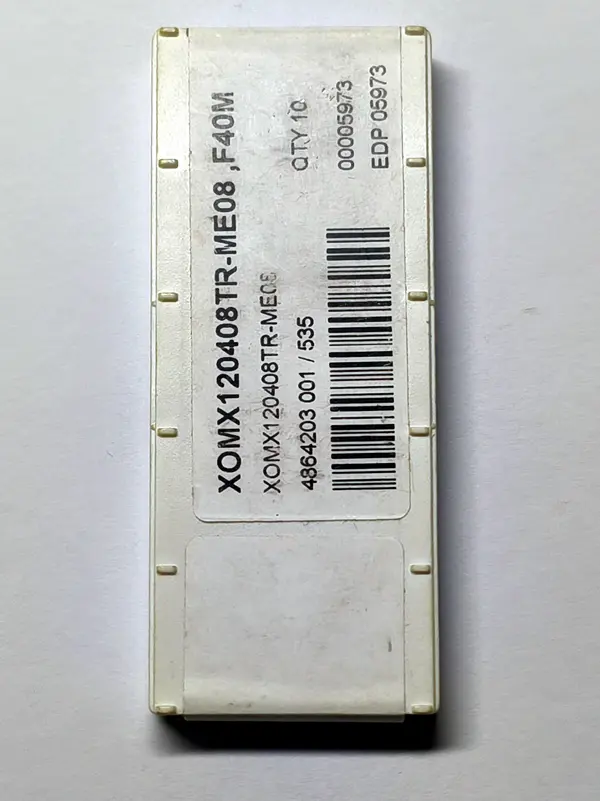 XOMX120408TR-ME08 ,F40M
XOMX120408TR-ME08
QTY 10
4864203 001 / 535
00005973
EDP 05973